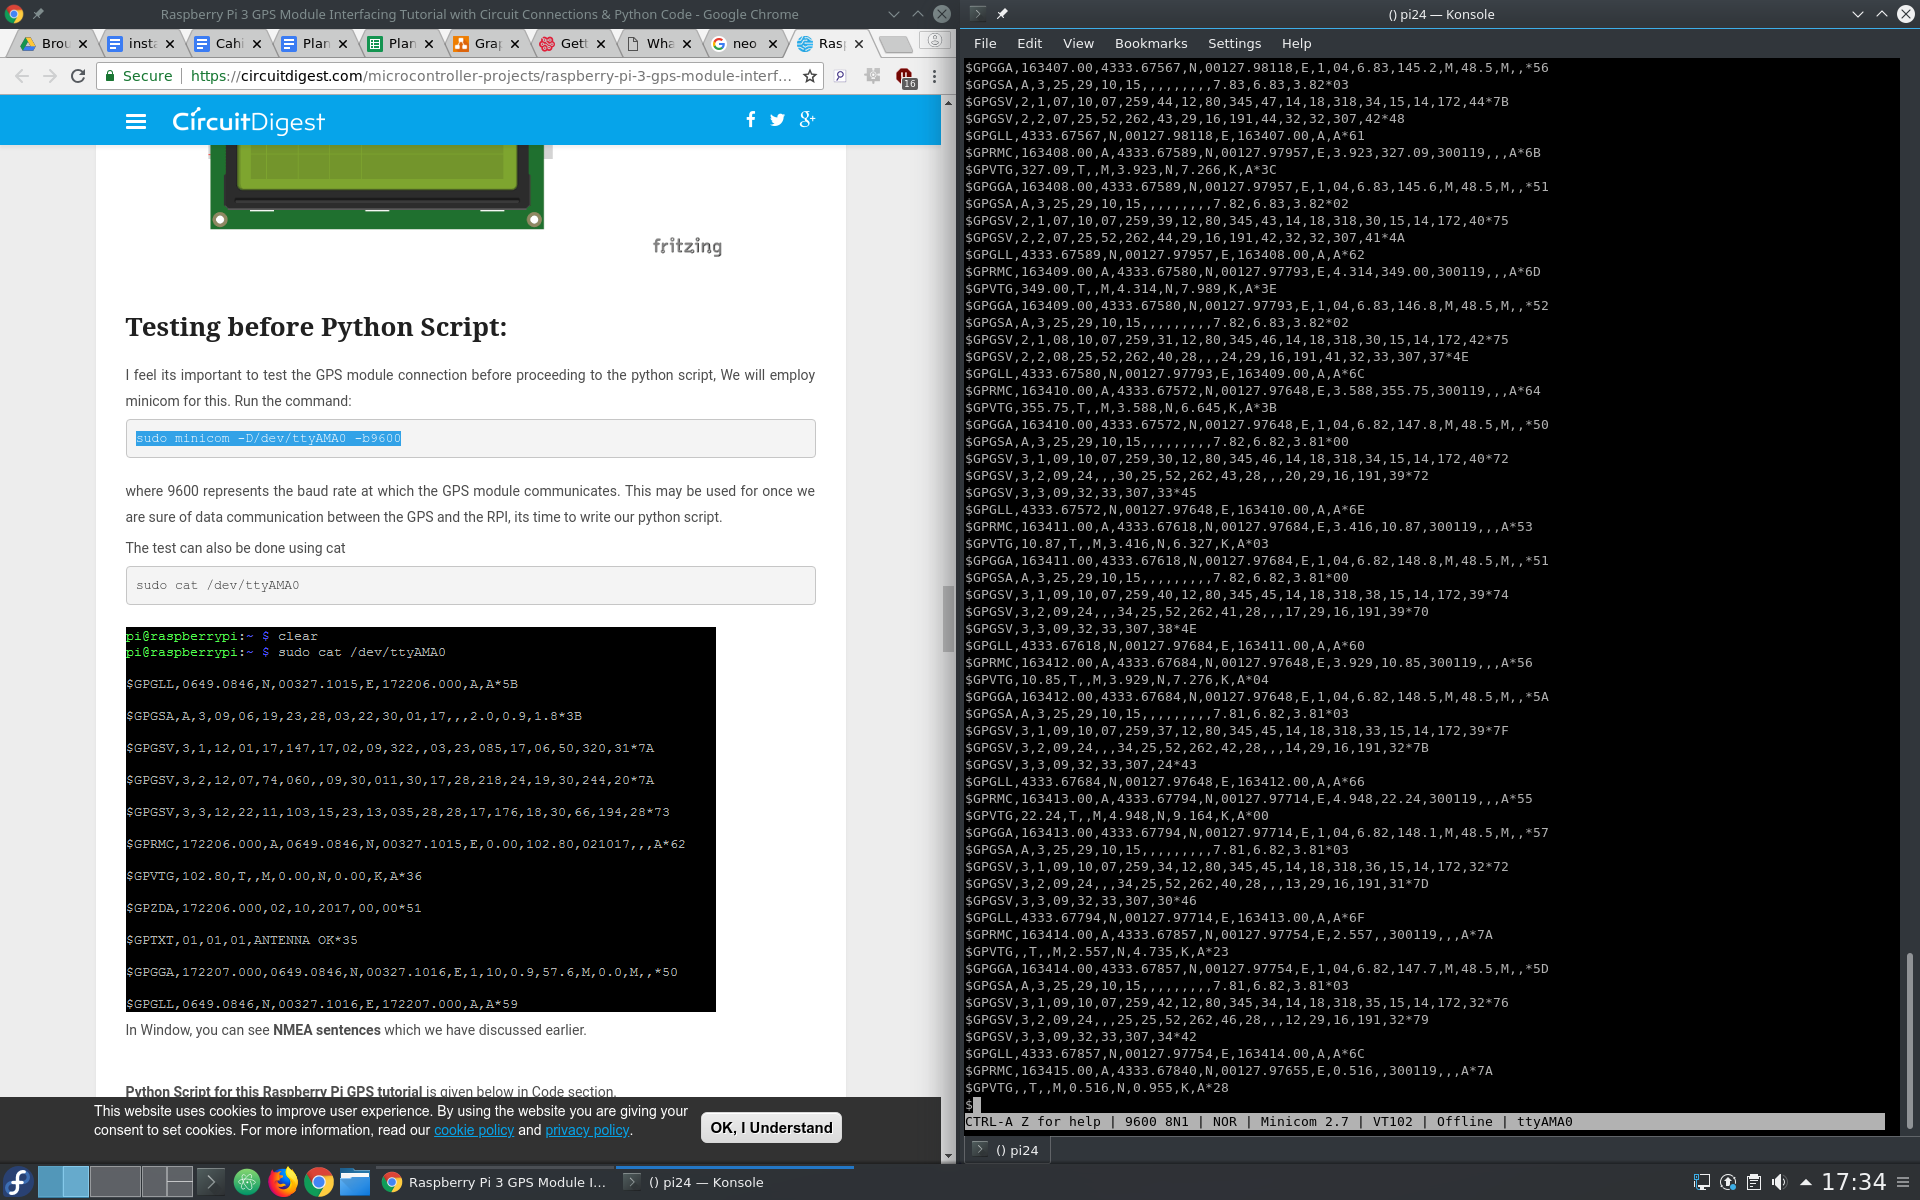 Raspberry Pi 3 GPS Module Interfacing Tutorial with Circuit Connections & Python Code - Google Chrome
Brou
insta
Cahi
Plan
Plan
Grap
Gett
Wha
neo
Rasp
Secure
https://circuitdigest.com/microcontroller-projects/raspberry-pi-3-gps-module-interf...
16
CircuitDigest
fritzing
Testing before Python Script:
I feel its important to test the GPS module connection before proceeding to the python script, We will employ
minicom for this. Run the command:
sudo minicom -D/dev/ttyAMA0 -b9600
where 9600 represents the baud rate at which the GPS module communicates. This may be used for once we
are sure of data communication between the GPS and the RPI, its time to write our python script.
The test can also be done using cat
sudo cat /dev/ttyAMA0
pi@raspberrypi:~ $ clear
pi@raspberrypi:~ $ sudo cat /dev/ttyAMA0
$GPGLL,0649.0846,N,00327.1015,E,172206.000,A,A*5B
$GPGSA,A,3,09,06,19,23,28,03,22,30,01,17,,,2.0,0.9,1.8*3B
$GPGSV,3,1,12,01,17,147,17,02,09,322,,03,23,085,17,06,50,320,31*7A
$GPGSV,3,2,12,07,74,060,,09,30,011,30,17,28,218,24,19,30,244,20*7A
$GPGSV,3,3,12,22,11,103,15,23,13,035,28,28,17,176,18,30,66,194,28*73
$GPRMC,172206.000,A,0649.0846,N,00327.1015,E,0.00,102.80,021017,,,A*62
$GPVTG,102.80,T,,M,0.00,N,0.00,K,A*36
$GPZDA,172206.000,02,10,2017,00,00*51
$GPTXT,01,01,01,ANTENNA OK*35
$GPGGA,172207.000,0649.0846,N,00327.1016,E,1,10,0.9,57.6,M,0.0,M,,*50
$GPGLL,0649.0846,N,00327.1016,E,172207.000,A,A*59
In Window, you can see NMEA sentences which we have discussed earlier.
Python Script for this Raspberry Pi GPS tutorial is given below in Code section.
This website uses cookies to improve user experience. By using the website you are giving your
consent to set cookies. For more information, read our cookie policy and privacy policy.
OK, I Understand
() pi24 — Konsole
File Edit View Bookmarks Settings Help
$GPGGA,163407.00,4333.67567,N,00127.98118,E,1,04,6.83,145.2,M,48.5,M,,*56
$GPGSA,A,3,25,29,10,15,,,,,,,,,7.83,6.83,3.82*03
$GPGSV,2,1,07,10,07,259,44,12,80,345,47,14,18,318,34,15,14,172,44*7B
$GPGSV,2,2,07,25,52,262,43,29,16,191,44,32,32,307,42*48
$GPGLL,4333.67567,N,00127.98118,E,163407.00,A,A*61
$GPRMC,163408.00,A,4333.67589,N,00127.97957,E,3.923,327.09,300119,,,A*6B
$GPVTG,327.09,T,,M,3.923,N,7.266,K,A*3C
$GPGGA,163408.00,4333.67589,N,00127.97957,E,1,04,6.83,145.6,M,48.5,M,,*51
$GPGSA,A,3,25,29,10,15,,,,,,,,,7.82,6.83,3.82*02
$GPGSV,2,1,07,10,07,259,39,12,80,345,43,14,18,318,30,15,14,172,40*75
$GPGSV,2,2,07,25,52,262,44,29,16,191,42,32,32,307,41*4A
$GPGLL,4333.67589,N,00127.97957,E,163408.00,A,A*62
$GPRMC,163409.00,A,4333.67580,N,00127.97793,E,4.314,349.00,300119,,,A*6D
$GPVTG,349.00,T,,M,4.314,N,7.989,K,A*3E
$GPGGA,163409.00,4333.67580,N,00127.97793,E,1,04,6.83,146.8,M,48.5,M,,*52
$GPGSA,A,3,25,29,10,15,,,,,,,,,7.82,6.83,3.82*02
$GPGSV,2,1,08,10,07,259,31,12,80,345,46,14,18,318,30,15,14,172,42*75
$GPGSV,2,2,08,25,52,262,40,28,,,24,29,16,191,41,32,33,307,37*4E
$GPGLL,4333.67580,N,00127.97793,E,163409.00,A,A*6C
$GPRMC,163410.00,A,4333.67572,N,00127.97648,E,3.588,355.75,300119,,,A*64
$GPVTG,355.75,T,,M,3.588,N,6.645,K,A*3B
$GPGGA,163410.00,4333.67572,N,00127.97648,E,1,04,6.82,147.8,M,48.5,M,,*50
$GPGSA,A,3,25,29,10,15,,,,,,,,,7.82,6.82,3.81*00
$GPGSV,3,1,09,10,07,259,30,12,80,345,46,14,18,318,34,15,14,172,40*72
$GPGSV,3,2,09,24,,,30,25,52,262,43,28,,,20,29,16,191,39*72
$GPGSV,3,3,09,32,33,307,33*45
$GPGLL,4333.67572,N,00127.97648,E,163410.00,A,A*6E
$GPRMC,163411.00,A,4333.67618,N,00127.97684,E,3.416,10.87,300119,,,A*53
$GPVTG,10.87,T,,M,3.416,N,6.327,K,A*03
$GPGGA,163411.00,4333.67618,N,00127.97684,E,1,04,6.82,148.8,M,48.5,M,,*51
$GPGSA,A,3,25,29,10,15,,,,,,,,,7.82,6.82,3.81*00
$GPGSV,3,1,09,10,07,259,40,12,80,345,45,14,18,318,38,15,14,172,39*74
$GPGSV,3,2,09,24,,,34,25,52,262,41,28,,,17,29,16,191,39*70
$GPGSV,3,3,09,32,33,307,38*4E
$GPGLL,4333.67618,N,00127.97684,E,163411.00,A,A*60
$GPRMC,163412.00,A,4333.67684,N,00127.97648,E,3.929,10.85,300119,,,A*56
$GPVTG,10.85,T,,M,3.929,N,7.276,K,A*04
$GPGGA,163412.00,4333.67684,N,00127.97648,E,1,04,6.82,148.5,M,48.5,M,,*5A
$GPGSA,A,3,25,29,10,15,,,,,,,,,7.81,6.82,3.81*03
$GPGSV,3,1,09,10,07,259,37,12,80,345,45,14,18,318,33,15,14,172,39*7F
$GPGSV,3,2,09,24,,,34,25,52,262,42,28,,,14,29,16,191,32*7B
$GPGSV,3,3,09,32,33,307,24*43
$GPGLL,4333.67684,N,00127.97648,E,163412.00,A,A*66
$GPRMC,163413.00,A,4333.67794,N,00127.97714,E,4.948,22.24,300119,,,A*55
$GPVTG,22.24,T,,M,4.948,N,9.164,K,A*00
$GPGGA,163413.00,4333.67794,N,00127.97714,E,1,04,6.82,148.1,M,48.5,M,,*57
$GPGSA,A,3,25,29,10,15,,,,,,,,,7.81,6.82,3.81*03
$GPGSV,3,1,09,10,07,259,34,12,80,345,45,14,18,318,36,15,14,172,32*72
$GPGSV,3,2,09,24,,,34,25,52,262,40,28,,,13,29,16,191,31*7D
$GPGSV,3,3,09,32,33,307,30*46
$GPGLL,4333.67794,N,00127.97714,E,163413.00,A,A*6F
$GPRMC,163414.00,A,4333.67857,N,00127.97754,E,2.557,,300119,,,A*7A
$GPVTG,,T,,M,2.557,N,4.735,K,A*23
$GPGGA,163414.00,4333.67857,N,00127.97754,E,1,04,6.82,147.7,M,48.5,M,,*5D
$GPGSA,A,3,25,29,10,15,,,,,,,,,7.81,6.82,3.81*03
$GPGSV,3,1,09,10,07,259,42,12,80,345,34,14,18,318,35,15,14,172,32*76
$GPGSV,3,2,09,24,,,25,25,52,262,46,28,,,12,29,16,191,32*79
$GPGSV,3,3,09,32,33,307,34*42
$GPGLL,4333.67857,N,00127.97754,E,163414.00,A,A*6C
$GPRMC,163415.00,A,4333.67840,N,00127.97655,E,0.516,,300119,,,A*7A
$GPVTG,,T,,M,0.516,N,0.955,K,A*28
$
CTRL-A Z for help | 9600 8N1 | NOR | Minicom 2.7 | VT102 | Offline | ttyAMA0
() pi24
Raspberry Pi 3 GPS Module I...
() pi24 — Konsole
17:34